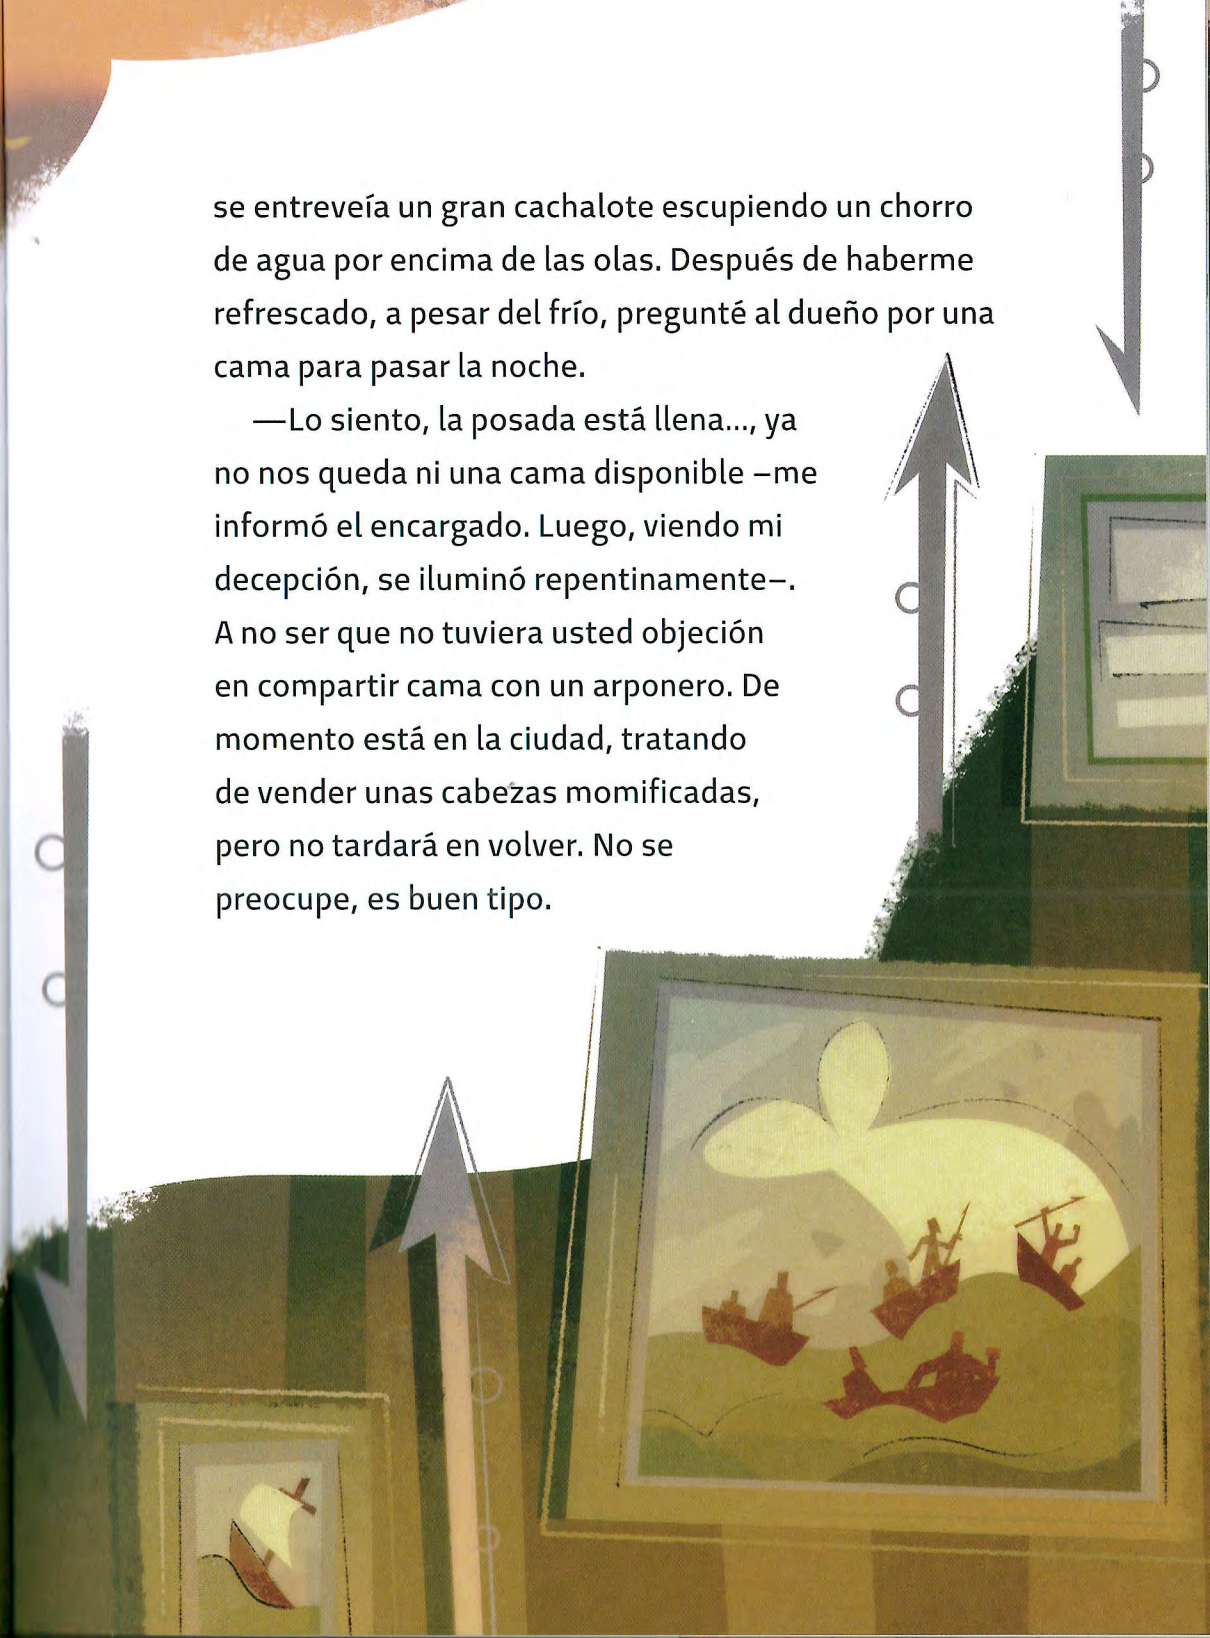 se entreveía un gran cachalote escupiendo un chorro
de agua por encima de las olas. Después de haberme
refrescado, a pesar del frío, pregunté al dueño por una
cama para pasar la noche.
—Lo siento, la posada está llena..., ya
no nos queda ni una cama disponible –me
informó el encargado. Luego, viendo mi
decepción, se iluminó repentinamente–.
A no ser que no tuviera usted objeción
en compartir cama con un arponero. De
momento está en la ciudad, tratando
de vender unas cabezas momificadas,
pero no tardará en volver. No se
preocupe, es buen tipo.